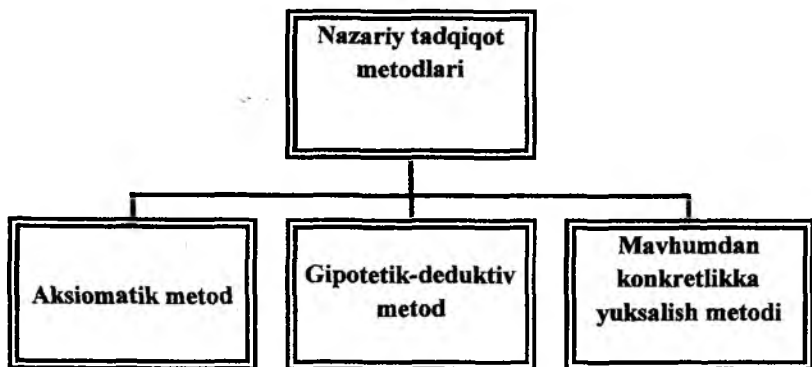 Nazariy tadqiqot
metodlari
Aksiomatik metod
Gipotetik-deduktiv
metod
Mavhumdan
konkretlikka
yuksalish metodi